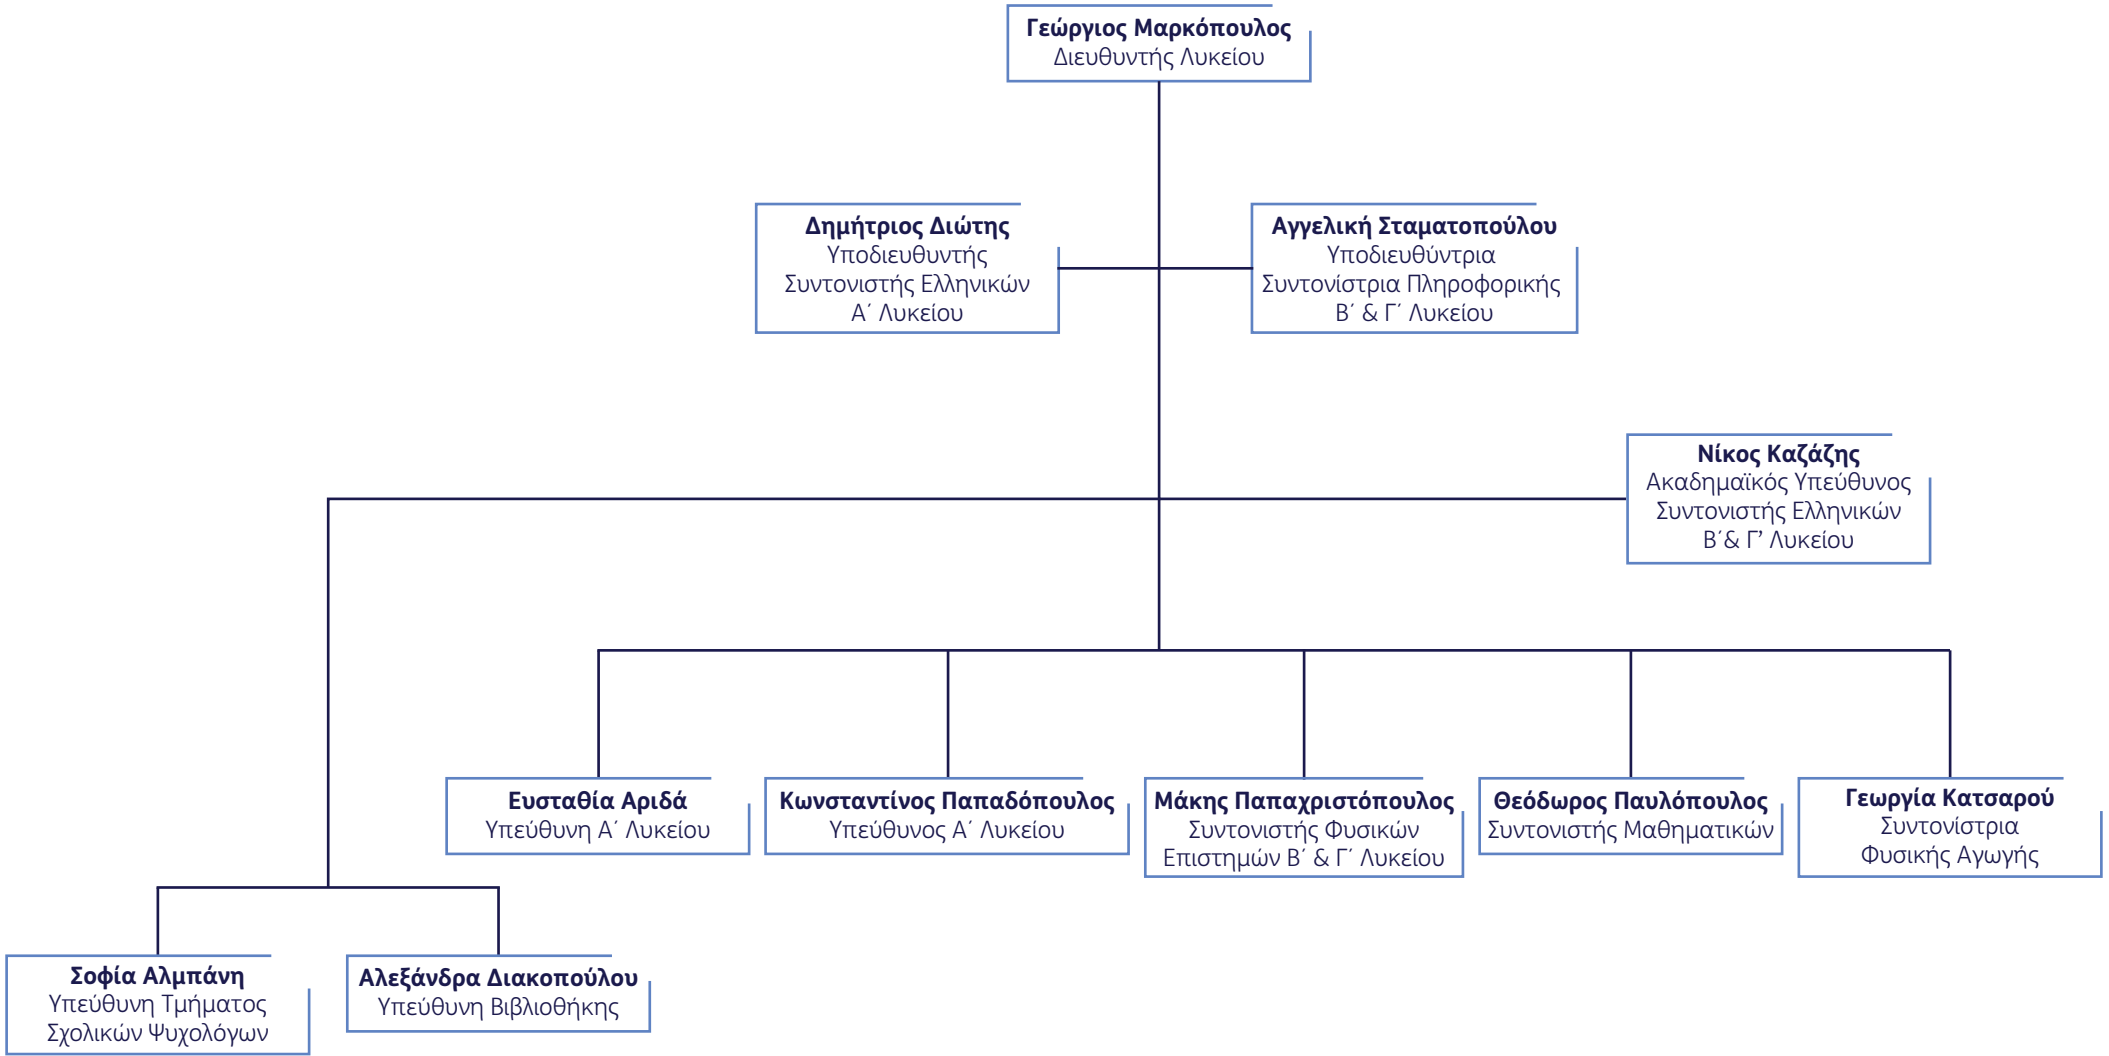 Γεώργιος Μαρκόπουλος
Διευθυντής Λυκείου
Δημήτριος Διώτης
Υποδιευθυντής
Συντονιστής Ελληνικών
Α΄ Λυκείου
Αγγελική Σταματοπούλου
Υποδιευθύντρια
Συντονίστρια Πληροφορικής
Β΄ & Γ΄ Λυκείου
Νίκος Καζάζης
Ακαδημαϊκός Υπεύθυνος
Συντονιστής Ελληνικών
Β΄& Γ’ Λυκείου
Ευσταθία Αριδά
Υπεύθυνη Α΄ Λυκείου
Κωνσταντίνος Παπαδόπουλος
Υπεύθυνος Α΄ Λυκείου
Μάκης Παπαχριστόπουλος
Συντονιστής Φυσικών
Επιστημών Β΄ & Γ΄ Λυκείου
Θεόδωρος Παυλόπουλος
Συντονιστής Μαθηματικών
Γεωργία Κατσαρού
Συντονίστρια
Φυσικής Αγωγής
Σοφία Αλμπάνη
Υπεύθυνη Τμήματος
Σχολικών Ψυχολόγων
Αλεξάνδρα Διακοπούλου
Υπεύθυνη Βιβλιοθήκης